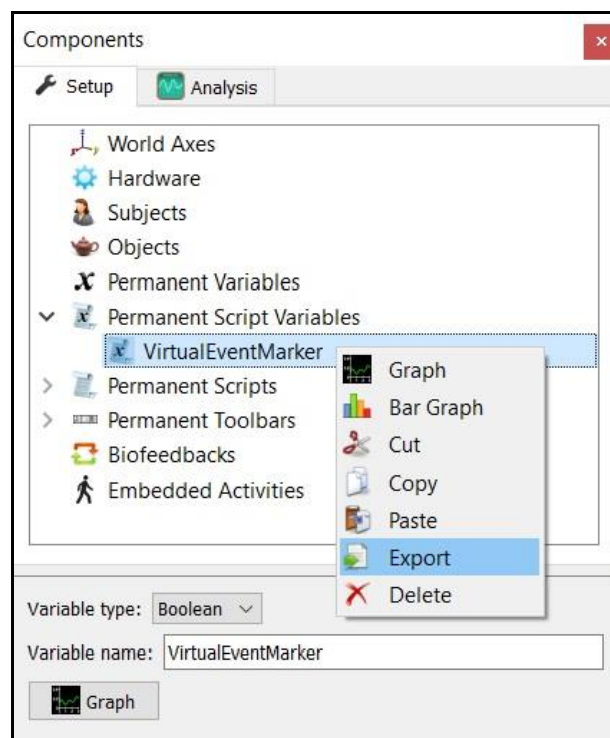 Components
Setup Analysis
World Axes
Hardware
Subjects
Objects
Permanent Variables
Permanent Script Variables
VirtualEventMarker
Permanent Scripts
Permanent Toolbars
Biofeedbacks
Embedded Activities
Graph
Bar Graph
Cut
Copy
Paste
Export
Delete
Variable type: Boolean
Variable name: VirtualEventMarker
Graph